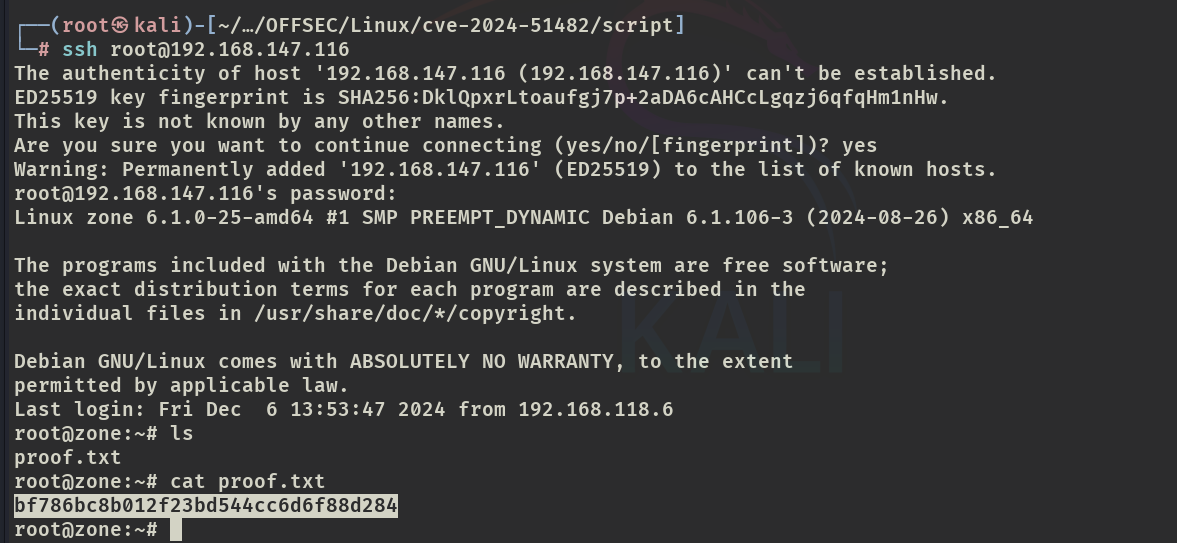 ┌──(root㉿kali)-[~/…/OFFSEC/Linux/cve-2024-51482/script]
└─# ssh root@192.168.147.116
The authenticity of host '192.168.147.116 (192.168.147.116)' can't be established.
ED25519 key fingerprint is SHA256:DklQpxrLtoaufgj7p+2aDA6cAHCcLgqzj6qfqHm1nHw.
This key is not known by any other names.
Are you sure you want to continue connecting (yes/no/[fingerprint])? yes
Warning: Permanently added '192.168.147.116' (ED25519) to the list of known hosts.
root@192.168.147.116's password:
Linux zone 6.1.0-25-amd64 #1 SMP PREEMPT_DYNAMIC Debian 6.1.106-3 (2024-08-26) x86_64

The programs included with the Debian GNU/Linux system are free software;
the exact distribution terms for each program are described in the
individual files in /usr/share/doc/*/copyright.

Debian GNU/Linux comes with ABSOLUTELY NO WARRANTY, to the extent
permitted by applicable law.
Last login: Fri Dec  6 13:53:47 2024 from 192.168.118.6
root@zone:~# ls
proof.txt
root@zone:~# cat proof.txt
bf786bc8b012f23bd544cc6d6f88d284
root@zone:~#
KALI